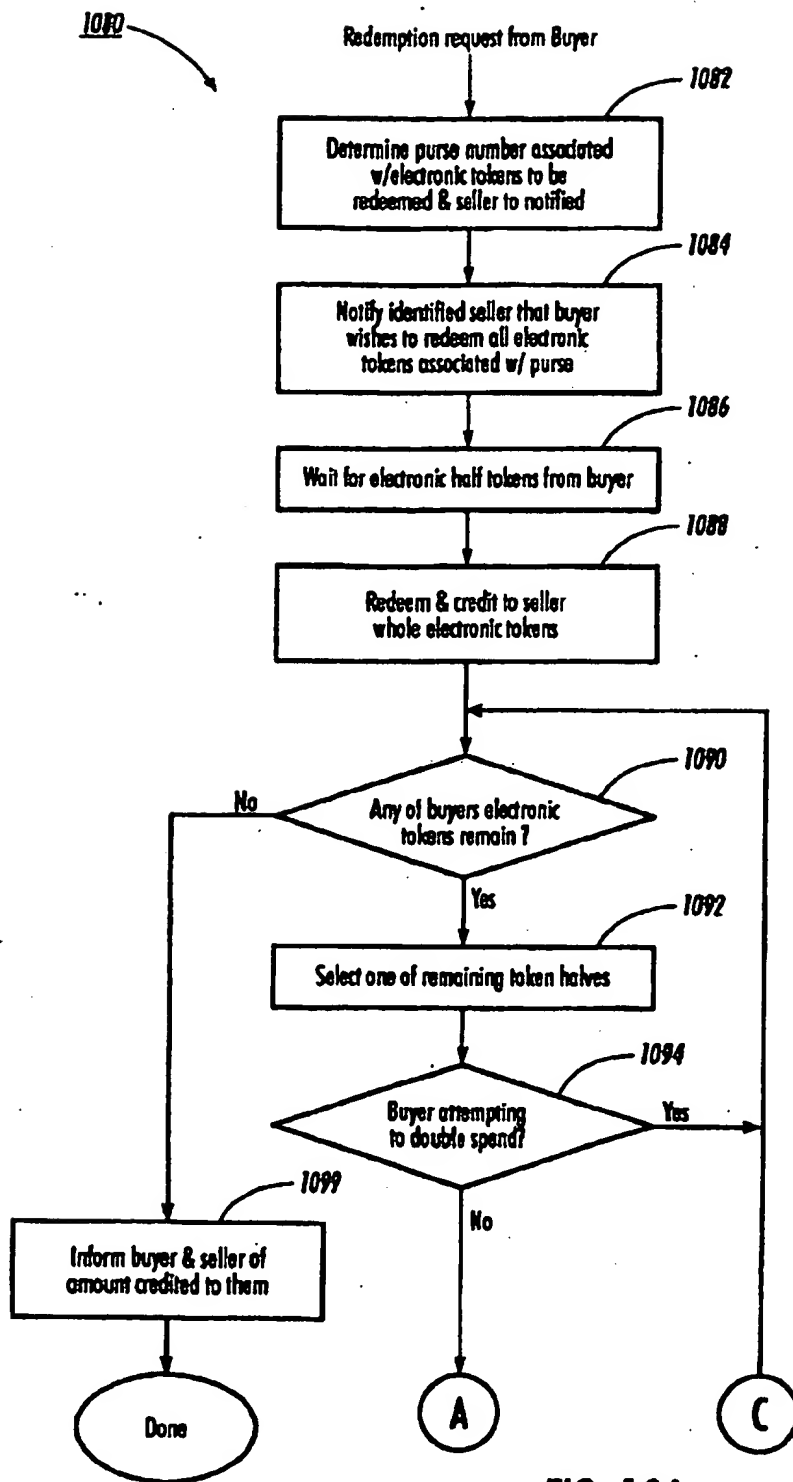 1080
Redemption request from Buyer
1082
Determine purse number associated
w/electronic tokens to be
redeemed & seller to notified
1084
Notify identified seller that buyer
wishes to redeem all electronic
tokens associated w/ purse
1086
Wait for electronic half tokens from buyer
1088
Redeem & credit to seller
whole electronic tokens
1090
Any of buyers electronic
tokens remain ?
No
Yes
1092
Select one of remaining token halves
1094
Buyer attempting
to double spend?
Yes
No
1099
Inform buyer & seller of
amount credited to them
Done
A
C